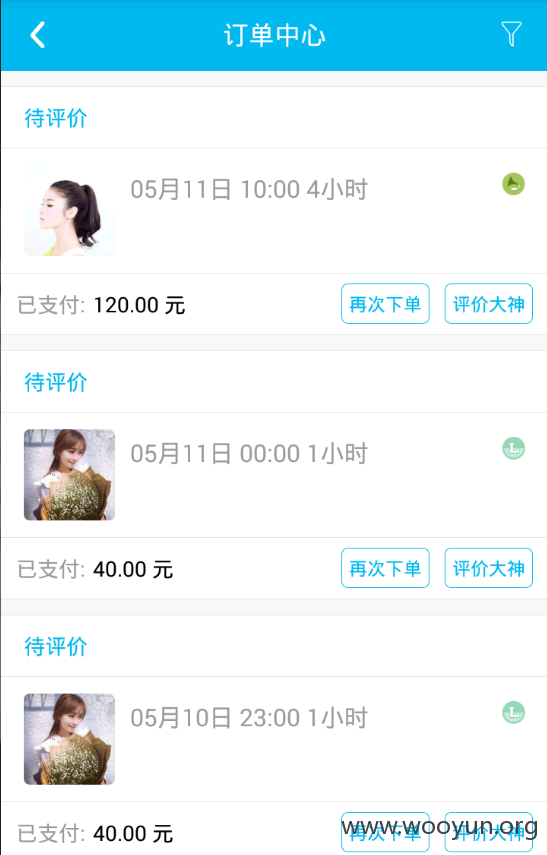 订单中心
待评价
05月11日 10:00 4小时
已支付: 120.00 元 再次下单 评价大神
待评价
05月11日 00:00 1小时
L
已支付: 40.00 元 再次下单 评价大神
待评价
05月10日 23:00 1小时
L
已支付: 40.00 元 再次下单 评价大神
www.wooyun.org